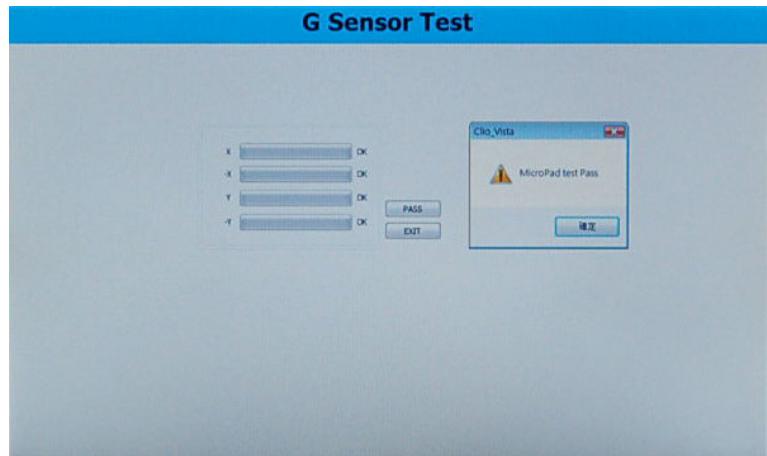 G Sensor Test
X OK
-X OK
Y OK
-Y OK
PASS
EXIT
Clio_Vista
MicroPad test Pass
確定